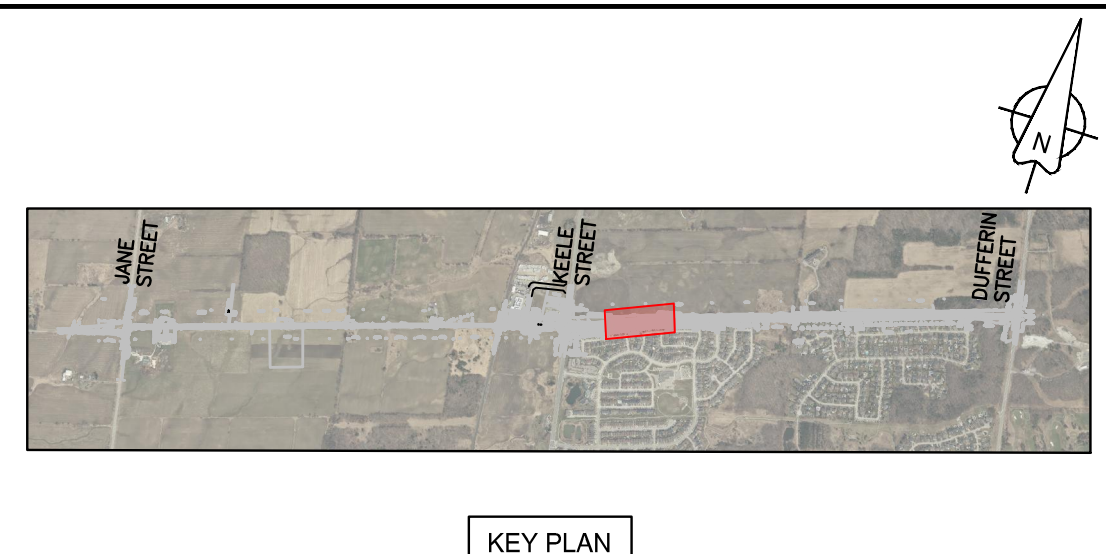 N
JANE
STREET
KEELE
STREET
DUFFERIN
STREET
KEY PLAN